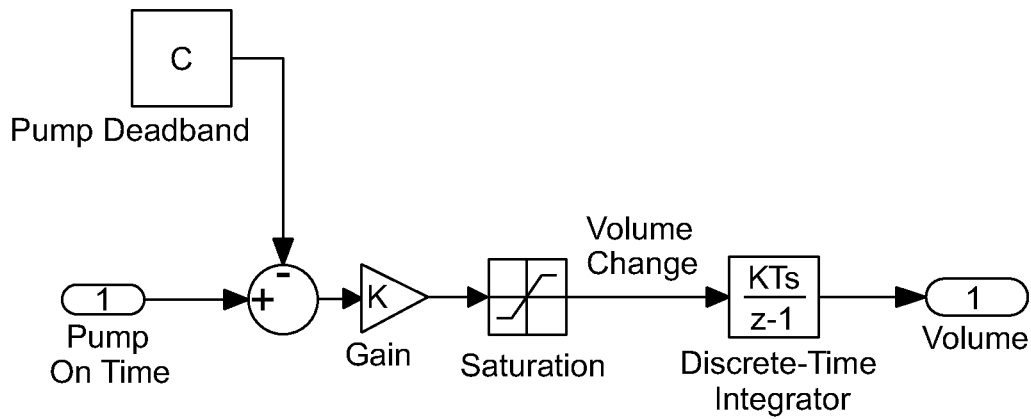 C
Pump Deadband
-
+
1
Pump
On Time
K
Gain
Saturation
Volume
Change
KTs
z-1
Discrete-Time
Integrator
1
Volume